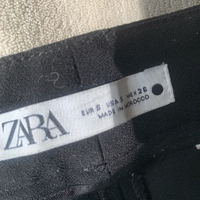 ZARA
EUR S USA S MEX 26
MADE IN MOROCCO